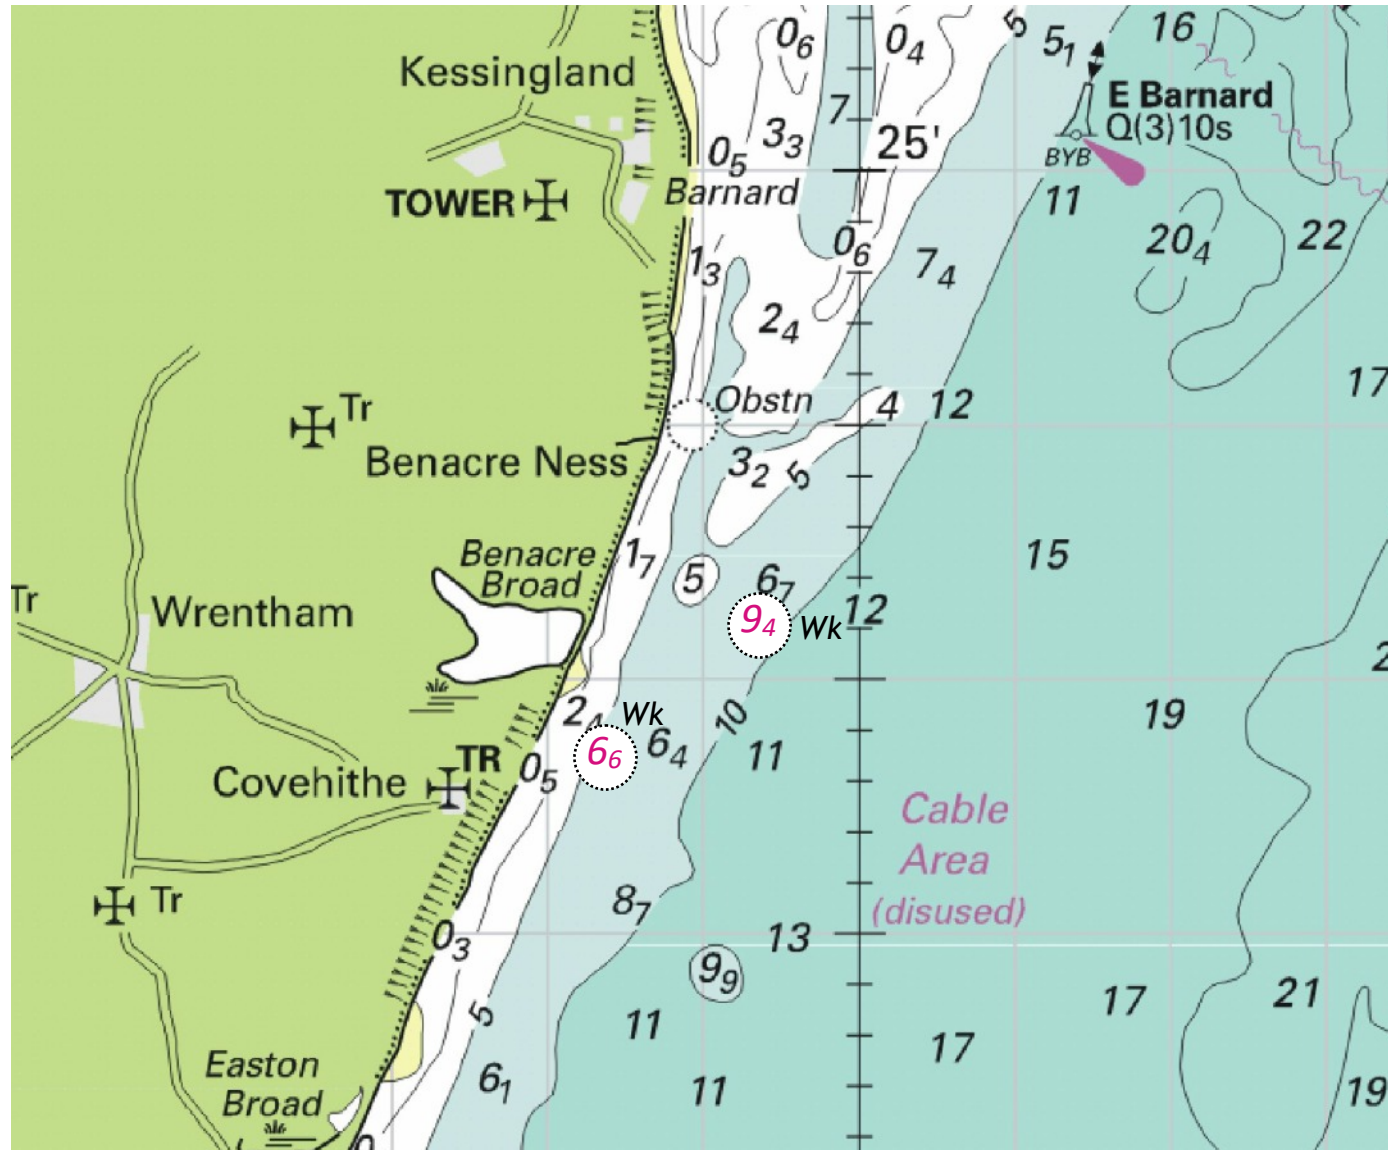 5
16
0₆
0₄
5₁
Kessingland
7
E Barnard
Q(3)10s
3₃
25'
0₅
BYB
Barnard
TOWER
11
20₄
22
0₆
1₃
7₄
2₄
17
Tr
Obstn
4
12
Benacre Ness
3₂
5
Benacre
Broad
1₇
15
5
6₇
Tr
Wrentham
9₄
Wk
12
2
2₄
Wk
10
19
6₆
6₄
11
TR
Covehithe
0₅
Cable
Area
(disused)
Tr
8₇
0₃
13
9₉
5
11
17
21
17
Easton
Broad
6₁
11
19
0